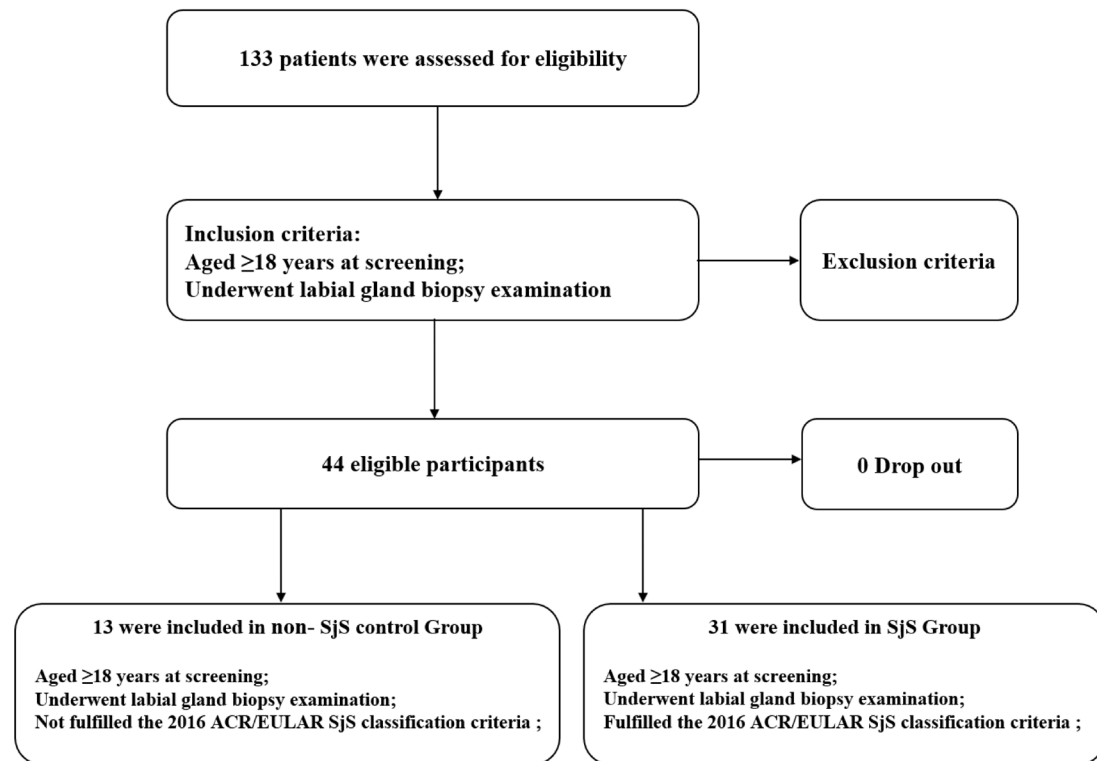 133 patients were assessed for eligibility
Inclusion criteria:
Aged ≥18 years at screening;
Underwent labial gland biopsy examination
Exclusion criteria
44 eligible participants
0 Drop out
13 were included in non- SjS control Group
Aged ≥18 years at screening;
Underwent labial gland biopsy examination;
Not fulfilled the 2016 ACR/EULAR SjS classification criteria ;
31 were included in SjS Group
Aged ≥18 years at screening;
Underwent labial gland biopsy examination;
Fulfilled the 2016 ACR/EULAR SjS classification criteria ;